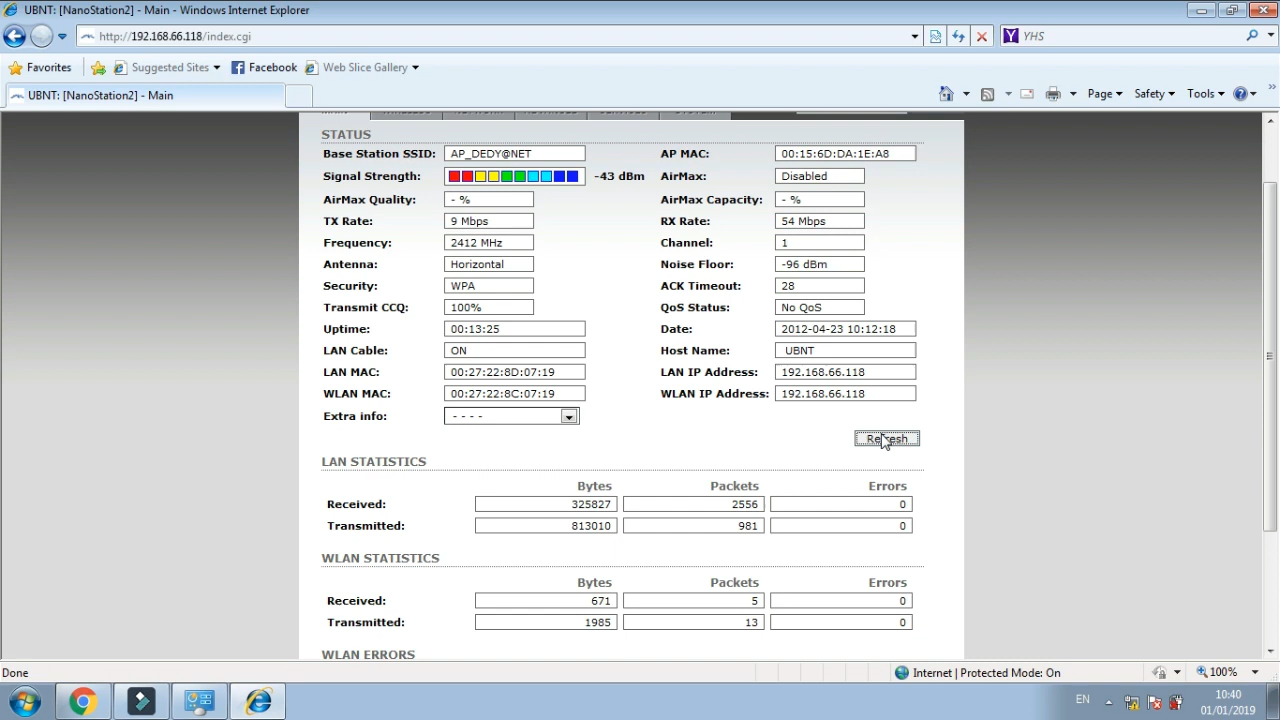 UBNT: [NanoStation2] - Main - Windows Internet Explorer
http://192.168.66.118/index.cgi
YHS
Favorites Suggested Sites Facebook Web Slice Gallery
UBNT: [NanoStation2] - Main
Page Safety Tools
STATUS
Base Station SSID: AP_DEDY@NET AP MAC: 00:15:6D:DA:1E:A8
Signal Strength: -43 dBm AirMax: Disabled
AirMax Quality: - % AirMax Capacity: - %
TX Rate: 9 Mbps RX Rate: 54 Mbps
Frequency: 2412 MHz Channel: 1
Antenna: Horizontal Noise Floor: -96 dBm
Security: WPA ACK Timeout: 28
Transmit CCQ: 100% QoS Status: No QoS
Uptime: 00:13:25 Date: 2012-04-23 10:12:18
LAN Cable: ON Host Name: UBNT
LAN MAC: 00:27:22:8D:07:19 LAN IP Address: 192.168.66.118
WLAN MAC: 00:27:22:8C:07:19 WLAN IP Address: 192.168.66.118
Extra info: - - - -
Refresh
LAN STATISTICS
Bytes Packets Errors
Received: 325827 2556 0
Transmitted: 813010 981 0
WLAN STATISTICS
Bytes Packets Errors
Received: 671 5 0
Transmitted: 1985 13 0
WLAN ERRORS
Done Internet | Protected Mode: On 100%
EN 10:40
01/01/2019